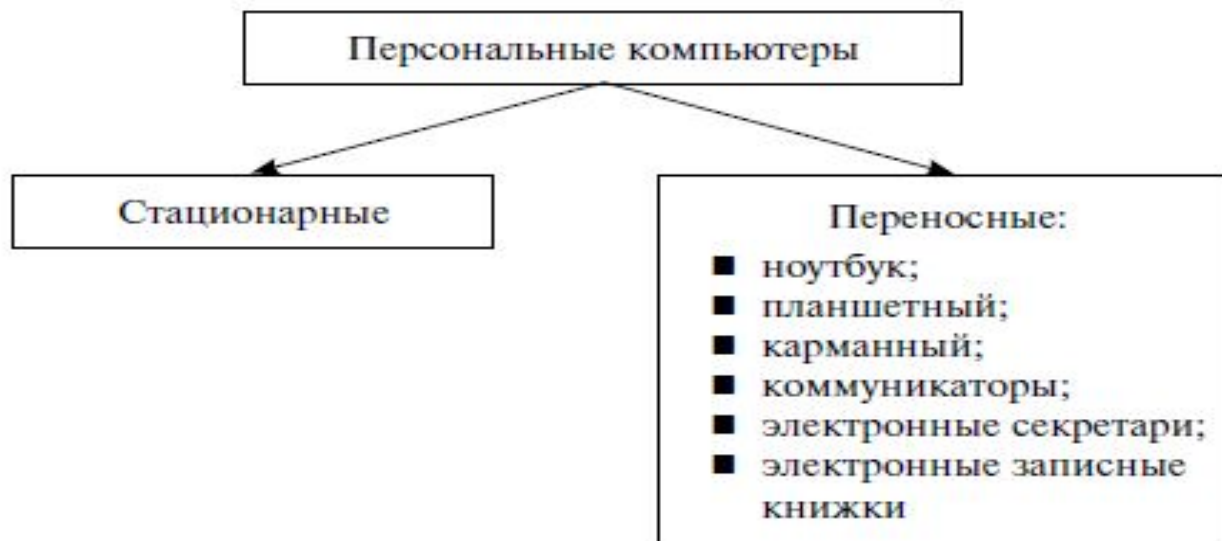 Персональные компьютеры
Стационарные
Переносные:
■ ноутбук;
■ планшетный;
■ карманный;
■ коммуникаторы;
■ электронные секретари;
■ электронные записные
книжки